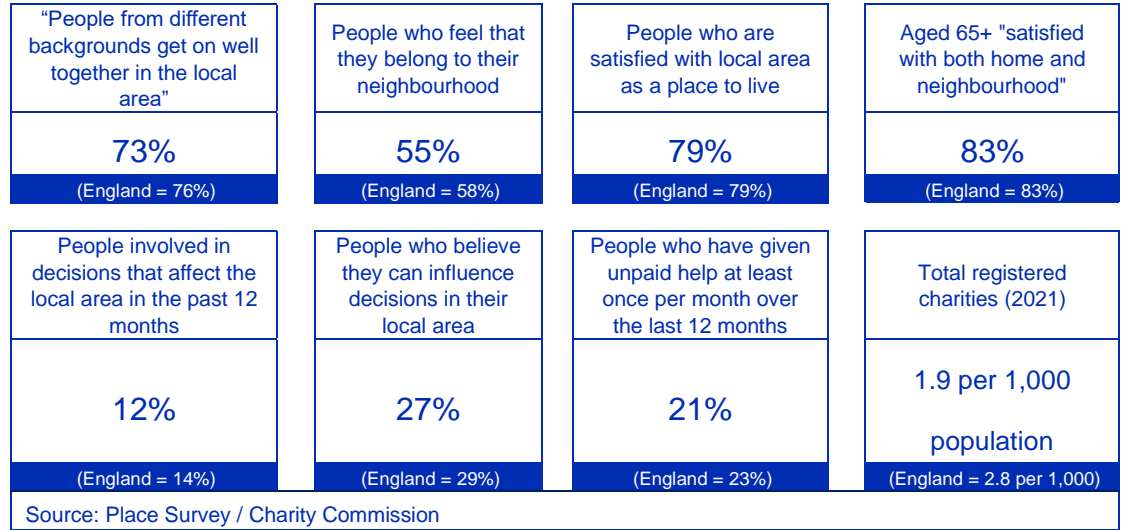 “People from different
backgrounds get on well
together in the local
area”
73%
(England = 76%)
People who feel that
they belong to their
neighbourhood
55%
(England = 58%)
People who are
satisfied with local area
as a place to live
79%
(England = 79%)
Aged 65+ "satisfied
with both home and
neighbourhood"
83%
(England = 83%)
People involved in
decisions that affect the
local area in the past 12
months
12%
(England = 14%)
People who believe
they can influence
decisions in their
local area
27%
(England = 29%)
People who have given
unpaid help at least
once per month over
the last 12 months
21%
(England = 23%)
Total registered
charities (2021)
1.9 per 1,000
population
(England = 2.8 per 1,000)
Source: Place Survey / Charity Commission